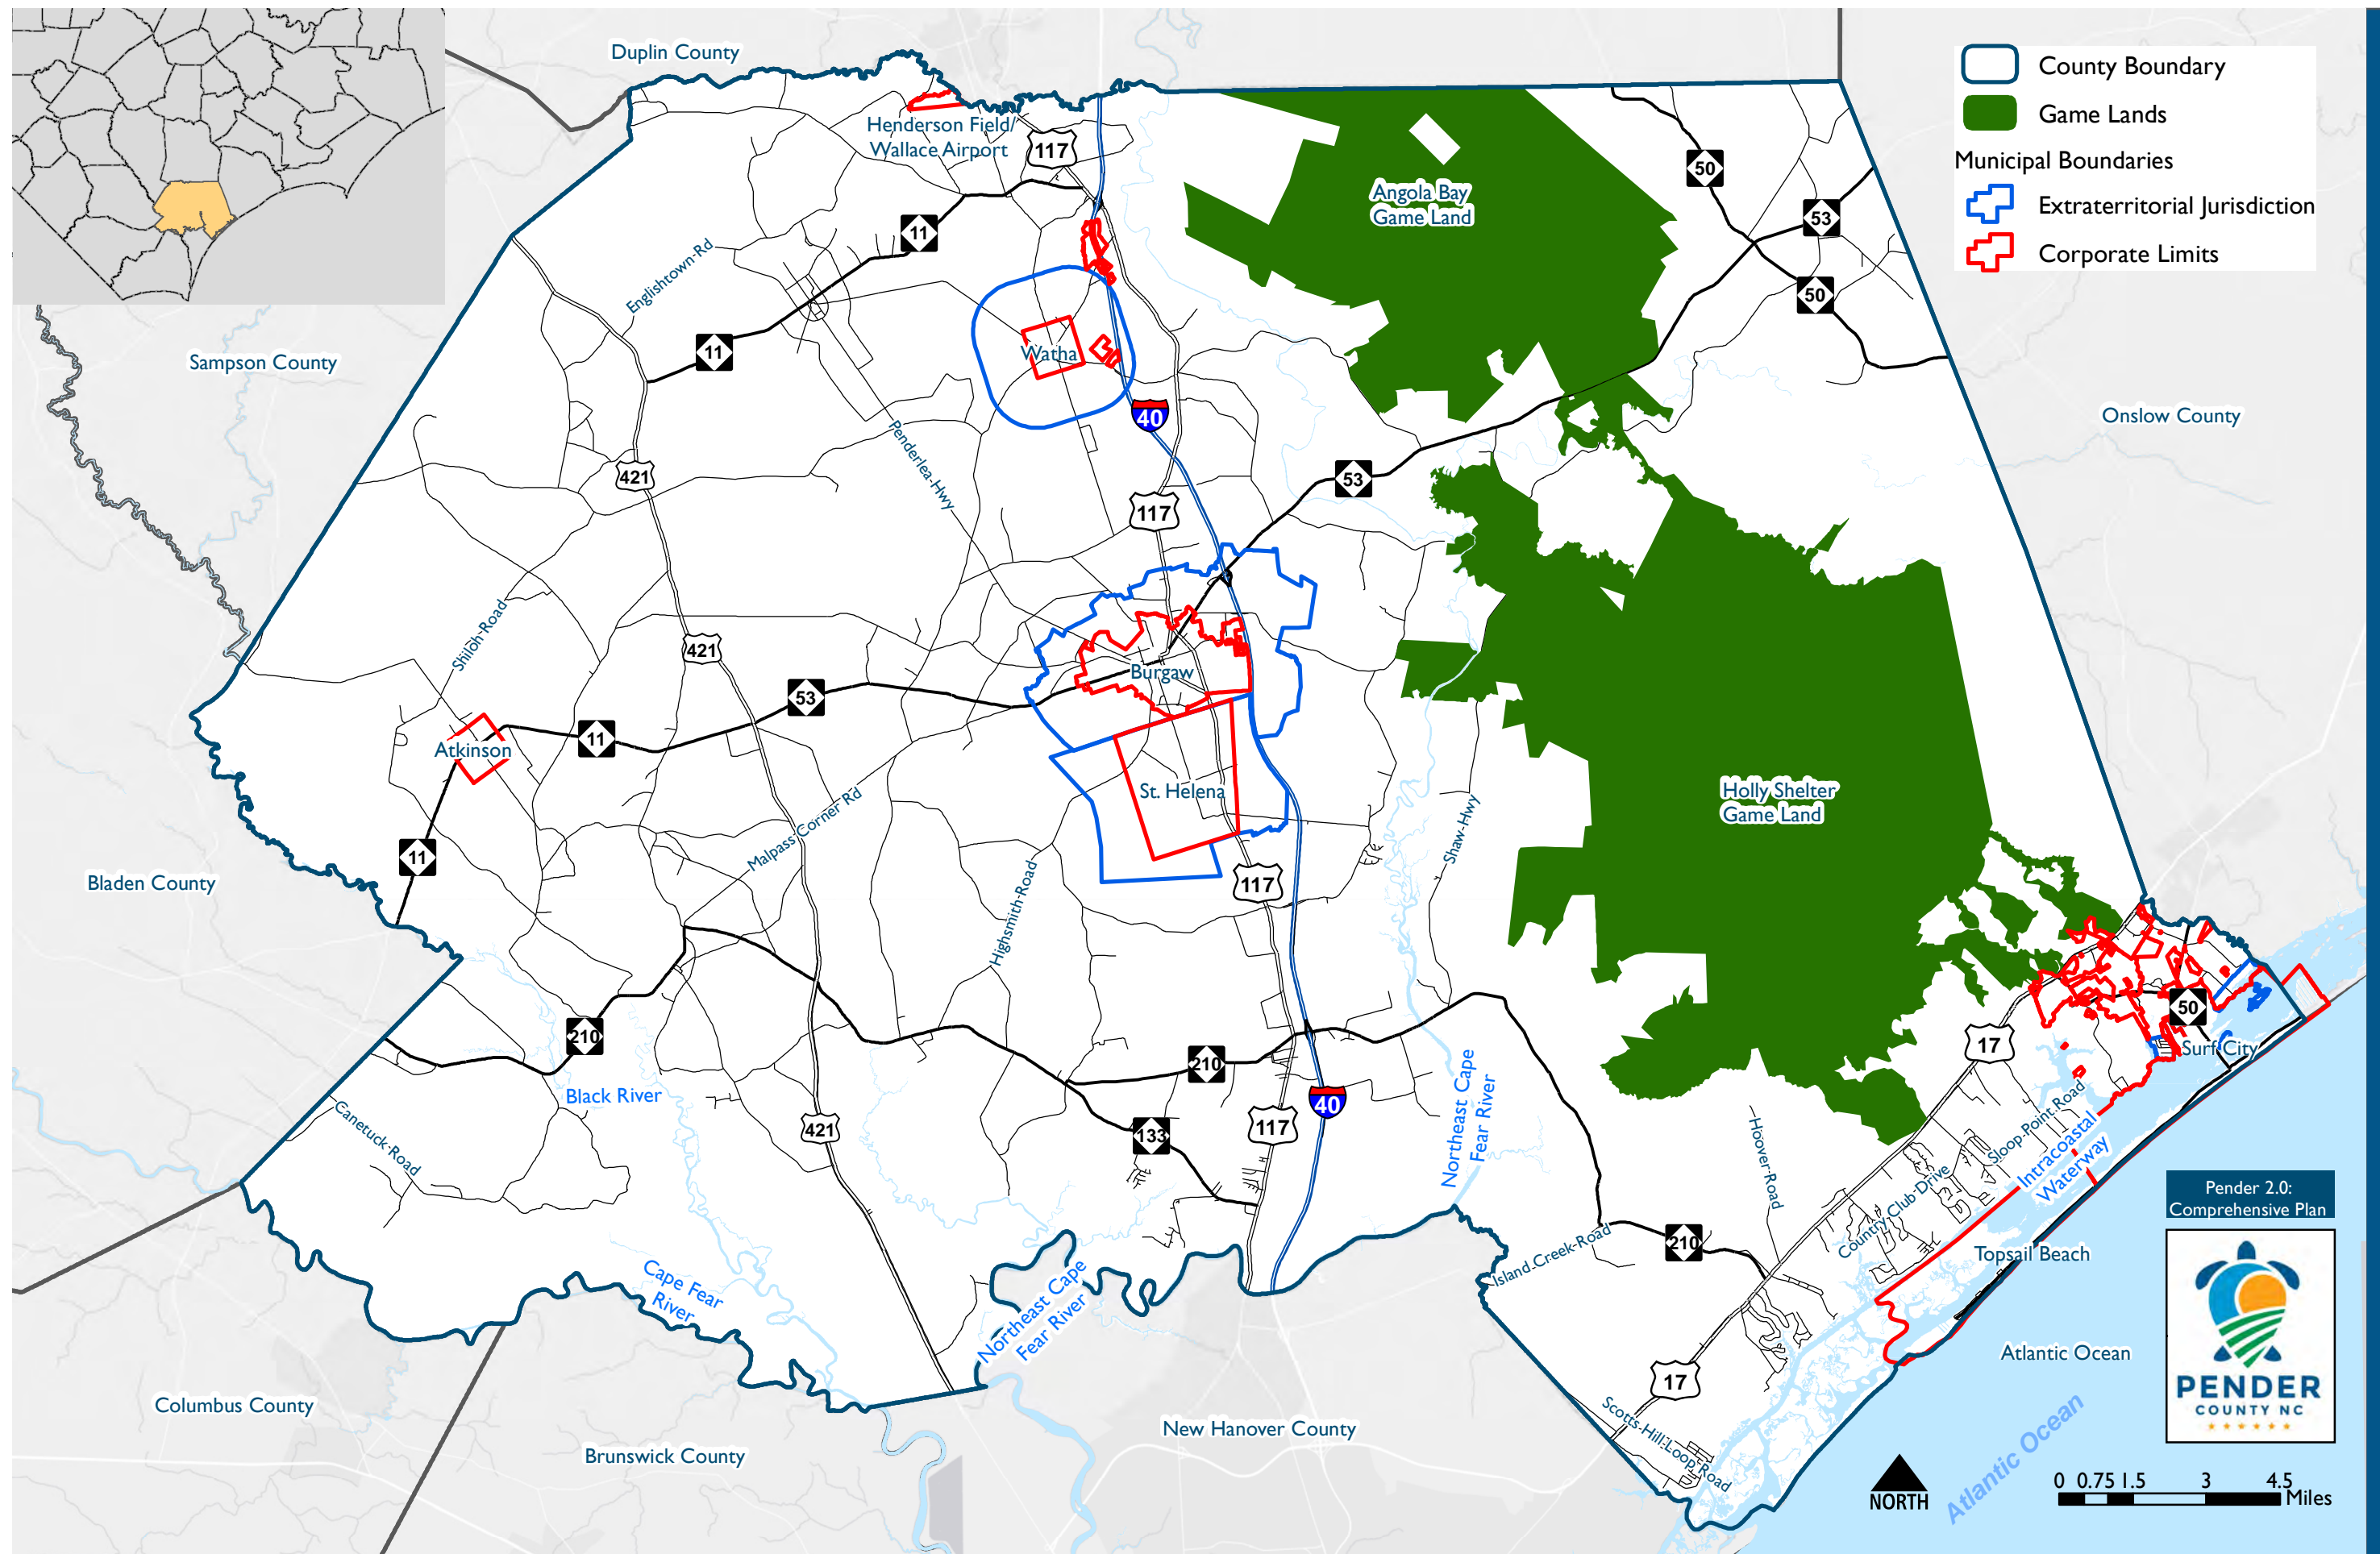 Duplin County
County Boundary
Game Lands
Municipal Boundaries
Extraterritorial Jurisdiction
Corporate Limits
Henderson Field/
Wallace Airport
117
50
53
50
Angola Bay
Game Land
11
Englishtown-Rd
11
Sampson County
Watha
40
Onslow County
Penderlea-Hwy
421
53
117
Shiloh-Road
421
Burgaw
53
11
Atkinson
St. Helena
Holly Shelter
Game Land
Malpass Corner Rd
Shaw-Hwy
11
Bladen County
117
Highsmith-Road
50
210
17
Surf City
210
Black River
40
Northeast Cape
Fear River
Canetuck-Road
421
133
117
Hoover-Road
Sloop-Point Road
Intracoastal
Waterway
Country Club-Drive
Pender 2.0:
Comprehensive Plan
Island Creek-Road
210
Topsail Beach
Cape Fear
River
Northeast Cape
Fear River
Atlantic Ocean
17
PENDER
COUNTY NC
Columbus County
New Hanover County
Scotts-Hill-Loop-Road
Brunswick County
Atlantic Ocean
NORTH
0 0.75 1.5 3 4.5
Miles